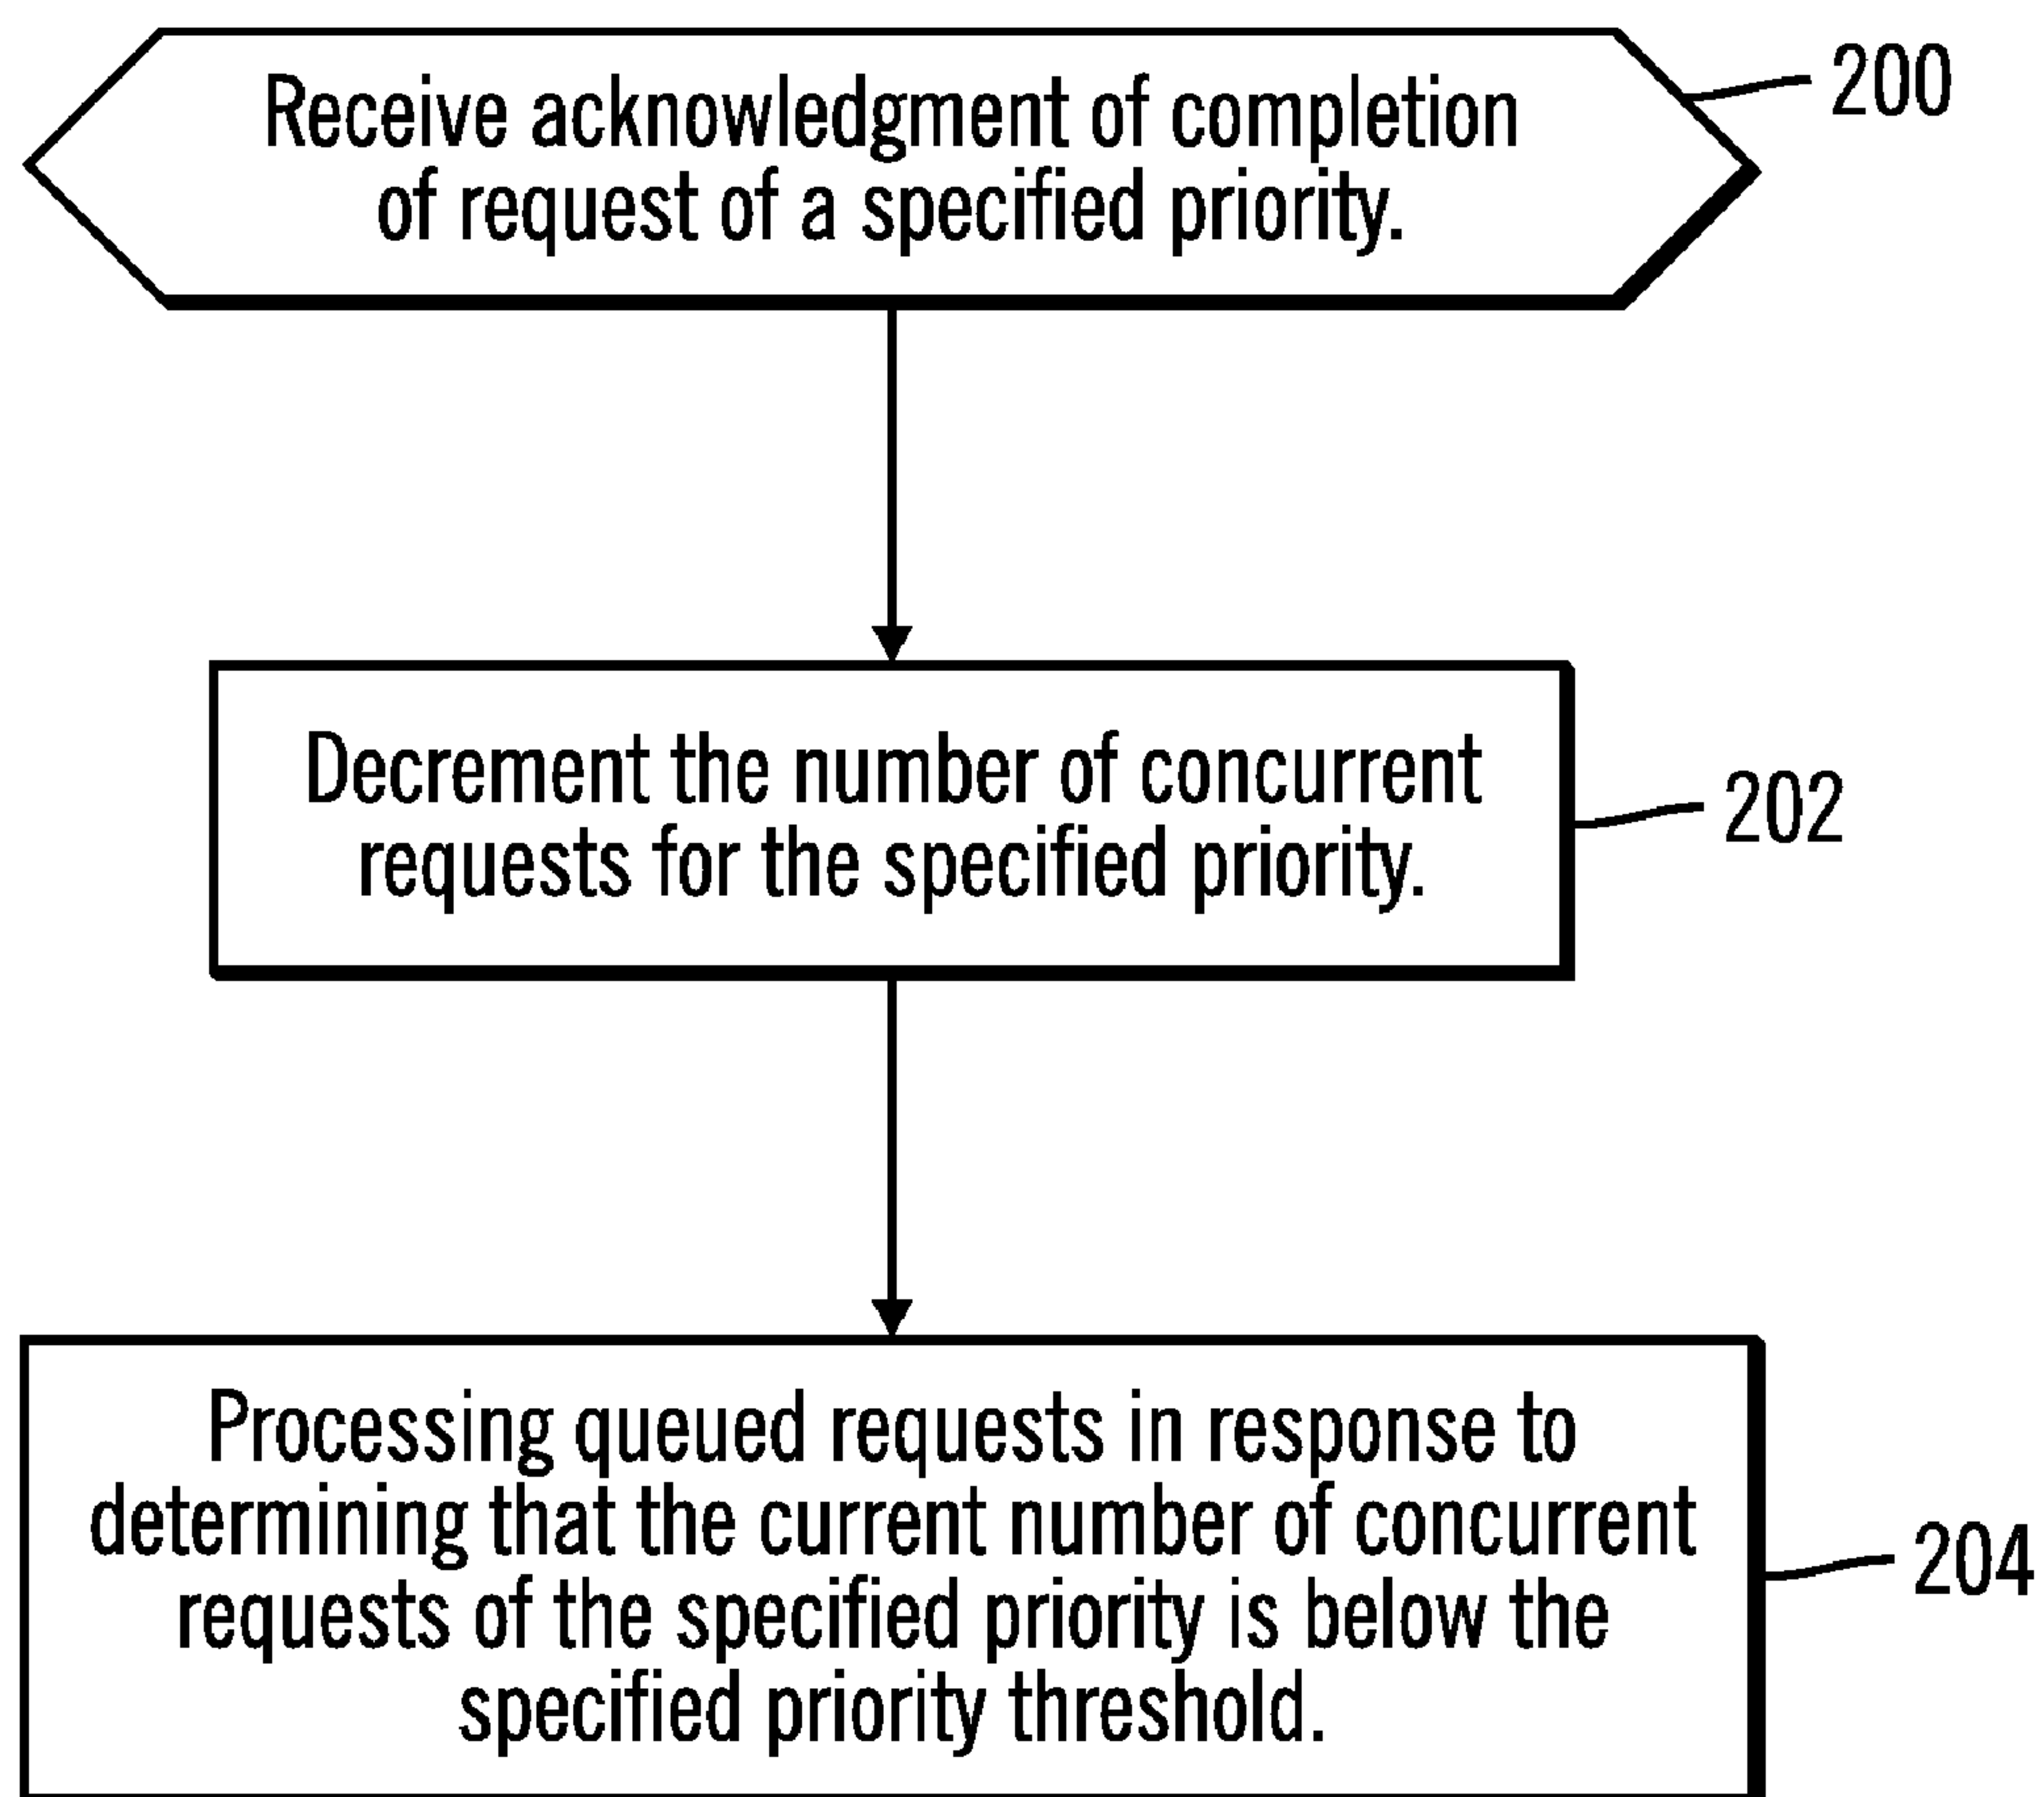 Receive acknowledgment of completion
of request of a specified priority.
200
Decrement the number of concurrent
requests for the specified priority.
202
Processing queued requests in response to
determining that the current number of concurrent
requests of the specified priority is below the
specified priority threshold.
204